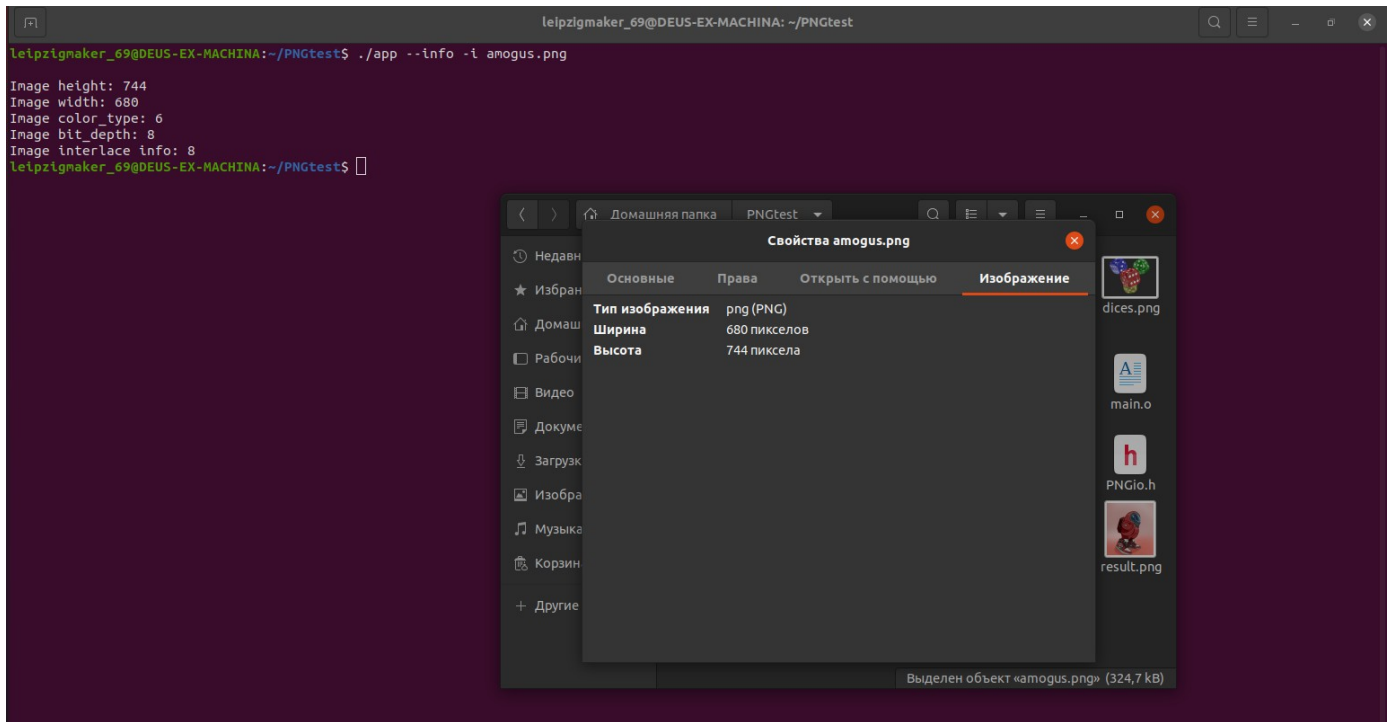 leipzigmaker_69@DEUS-EX-MACHINA: ~/PNGtest
leipzigmaker_69@DEUS-EX-MACHINA:~/PNGtest$ ./app --info -i amogus.png
Image height: 744
Image width: 680
Image color_type: 6
Image bit_depth: 8
Image interlace info: 8
leipzigmaker_69@DEUS-EX-MACHINA:~/PNGtest$
Домашняя папка PNGtest
Свойства amogus.png
Основные Права Открыть с помощью Изображение
Тип изображения png (PNG)
Ширина 680 пикселов
Высота 744 пиксела
Недавн
Избран
Домаш
Рабочи
Видео
Докуме
Загрузк
Изобра
Музыка
Корзин
Другие
dices.png
main.o
h
PNGio.h
result.png
Выделен объект «amogus.png» (324,7 kB)